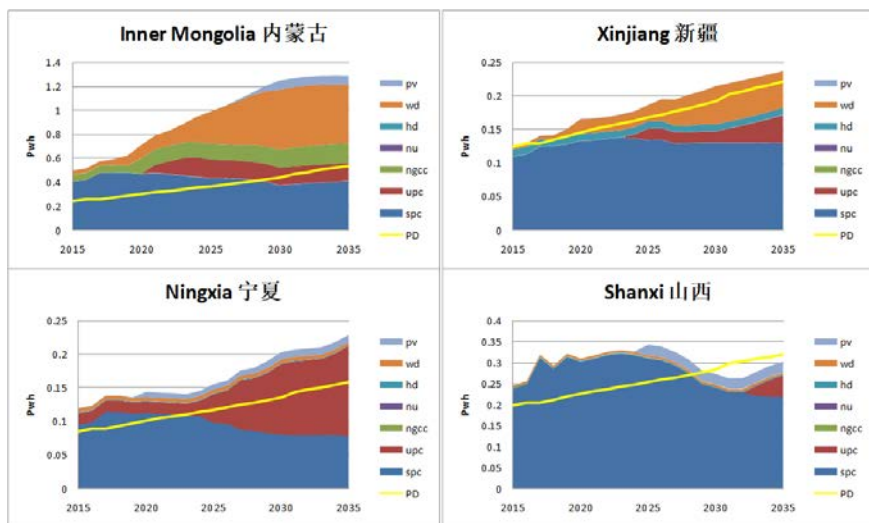 Inner Mongolia 内蒙古
1.4
1.2
1
0.8
0.6
0.4
0.2
0
Pwh
2015 2020 2025 2030 2035
pv
wd
hd
nu
ngcc
upc
spc
PD
Xinjiang 新疆
0.25
0.2
0.15
0.1
0.05
0
Pwh
2015 2020 2025 2030 2035
pv
wd
hd
nu
ngcc
upc
spc
PD
Ningxia 宁夏
0.25
0.2
0.15
0.1
0.05
0
Pwh
2015 2020 2025 2030 2035
pv
wd
hd
nu
ngcc
upc
spc
PD
Shanxi 山西
0.4
0.35
0.3
0.25
0.2
0.15
0.1
0.05
0
Pwh
2015 2020 2025 2030 2035
pv
wd
hd
nu
ngcc
upc
spc
PD